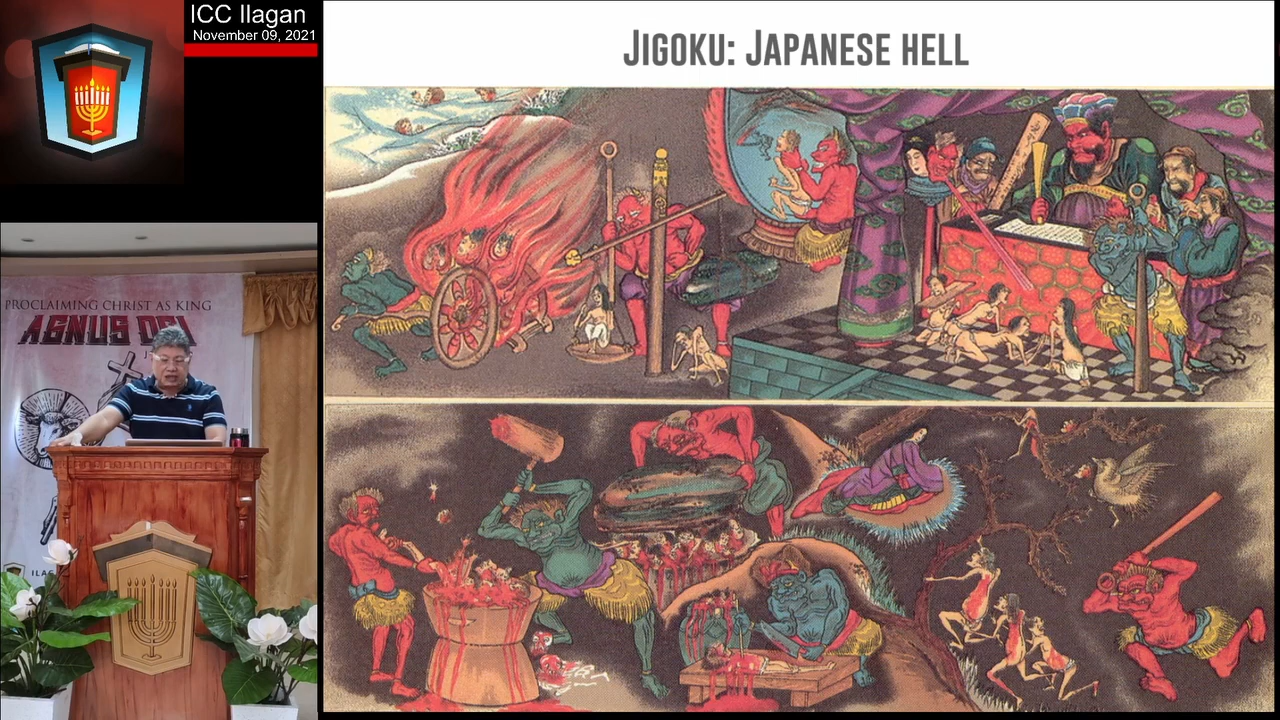 ICC Ilagan
November 09, 2021
JIGOKU: JAPANESE HELL
PROCLAIMING CHRIST AS KING
AGNUS DEI